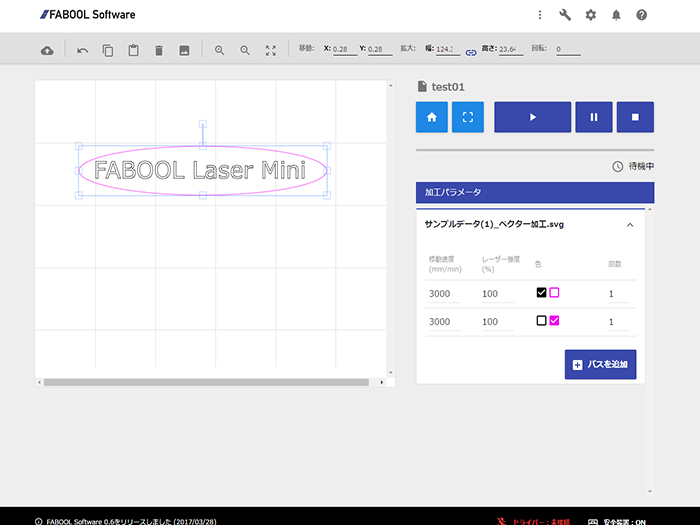 FABOOL Software
移動: X: 0.28 Y: 0.28 拡大: 幅: 124.3 高さ: 23.64 回転: 0
test01
FABOOL Laser Mini
待機中
加工パラメータ
サンプルデータ(1)_ベクター加工.svg
移動速度 レーザー強度 色 回数
(mm/min) (%)
3000 100 1
3000 100 1
パスを追加
FABOOL Software 0.6をリリースしました (2017/03/28) ドライバー：未接続 安全装置：ON